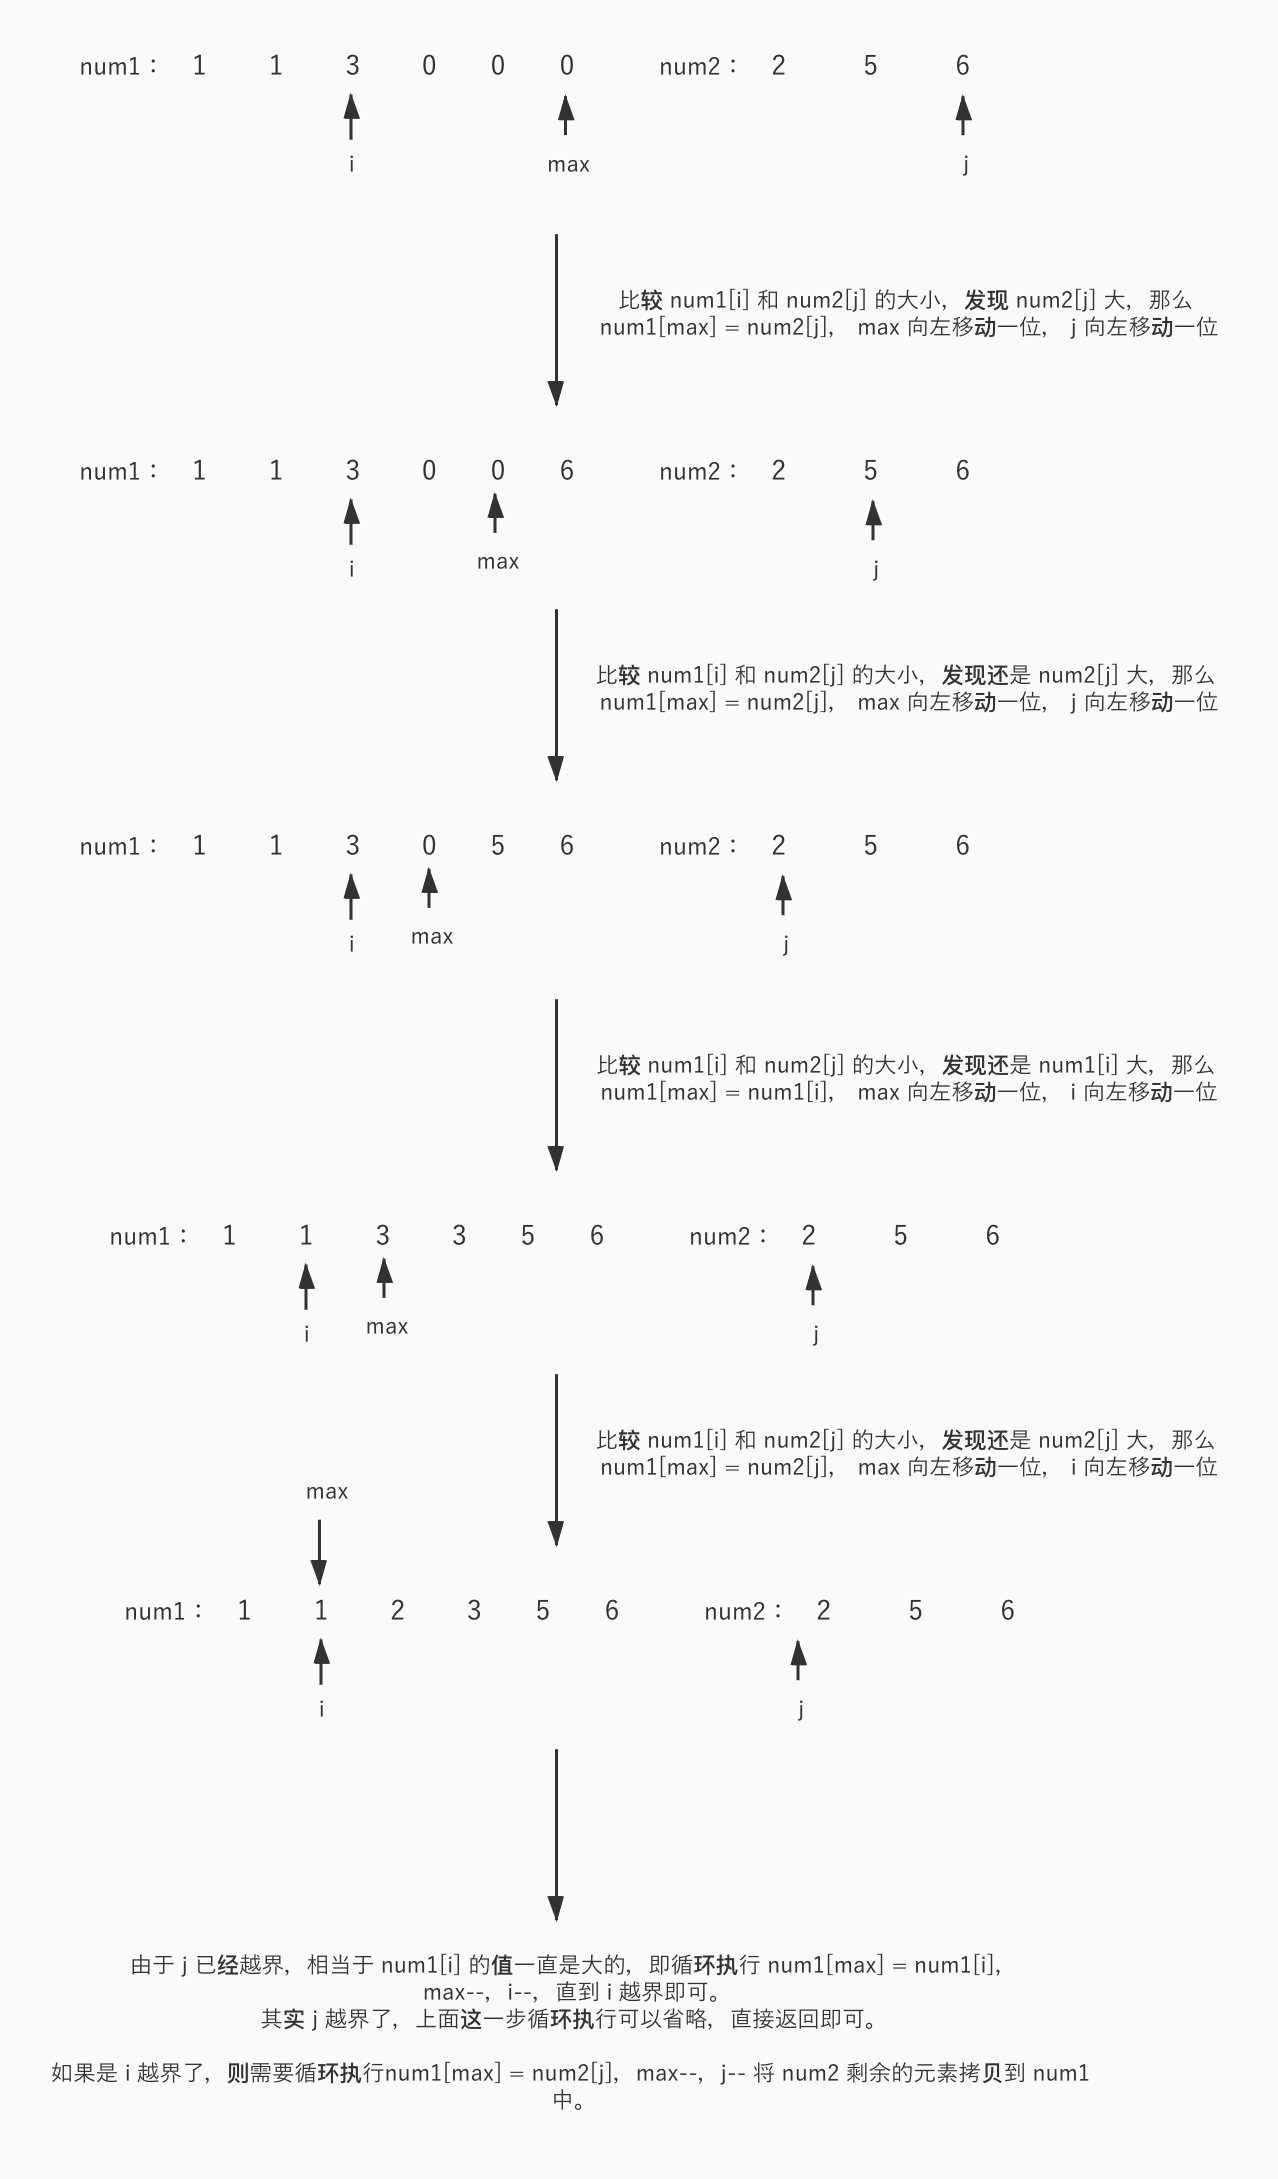 num1： 1 1 3 0 0 0 num2： 2 5 6
i max j
比较 num1[i] 和 num2[j] 的大小，发现 num2[j] 大，那么
num1[max] = num2[j]， max 向左移动一位， j 向左移动一位
num1： 1 1 3 0 0 6 num2： 2 5 6
i max j
比较 num1[i] 和 num2[j] 的大小，发现还是 num2[j] 大，那么
num1[max] = num2[j]， max 向左移动一位， j 向左移动一位
num1： 1 1 3 0 5 6 num2： 2 5 6
i max j
比较 num1[i] 和 num2[j] 的大小，发现还是 num1[i] 大，那么
num1[max] = num1[i]， max 向左移动一位， i 向左移动一位
num1： 1 1 3 3 5 6 num2： 2 5 6
i max j
比较 num1[i] 和 num2[j] 的大小，发现还是 num2[j] 大，那么
num1[max] = num2[j]， max 向左移动一位， i 向左移动一位
max
num1： 1 1 2 3 5 6 num2： 2 5 6
i j
由于 j 已经越界，相当于 num1[i] 的值一直是大的，即循环执行 num1[max] = num1[i]，
max--，i--，直到 i 越界即可。
其实 j 越界了，上面这一步循环执行可以省略，直接返回即可。
如果是 i 越界了，则需要循环执行num1[max] = num2[j]，max--，j-- 将 num2 剩余的元素拷贝到 num1
中。